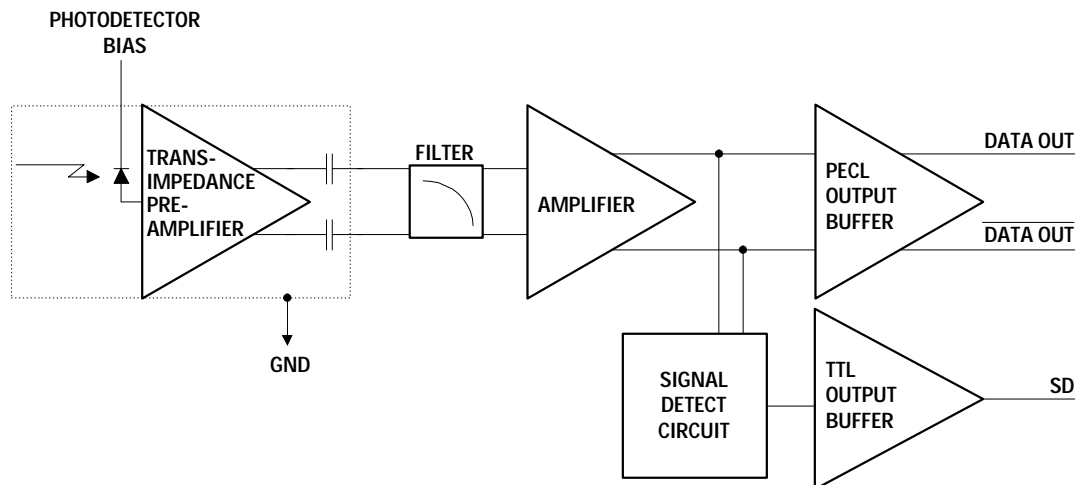 PHOTODETECTOR
BIAS
TRANS-
IMPEDANCE
PRE-
AMPLIFIER
FILTER
AMPLIFIER
PECL
OUTPUT
BUFFER
DATA OUT
DATA OUT
GND
SIGNAL
DETECT
CIRCUIT
TTL
OUTPUT
BUFFER
SD